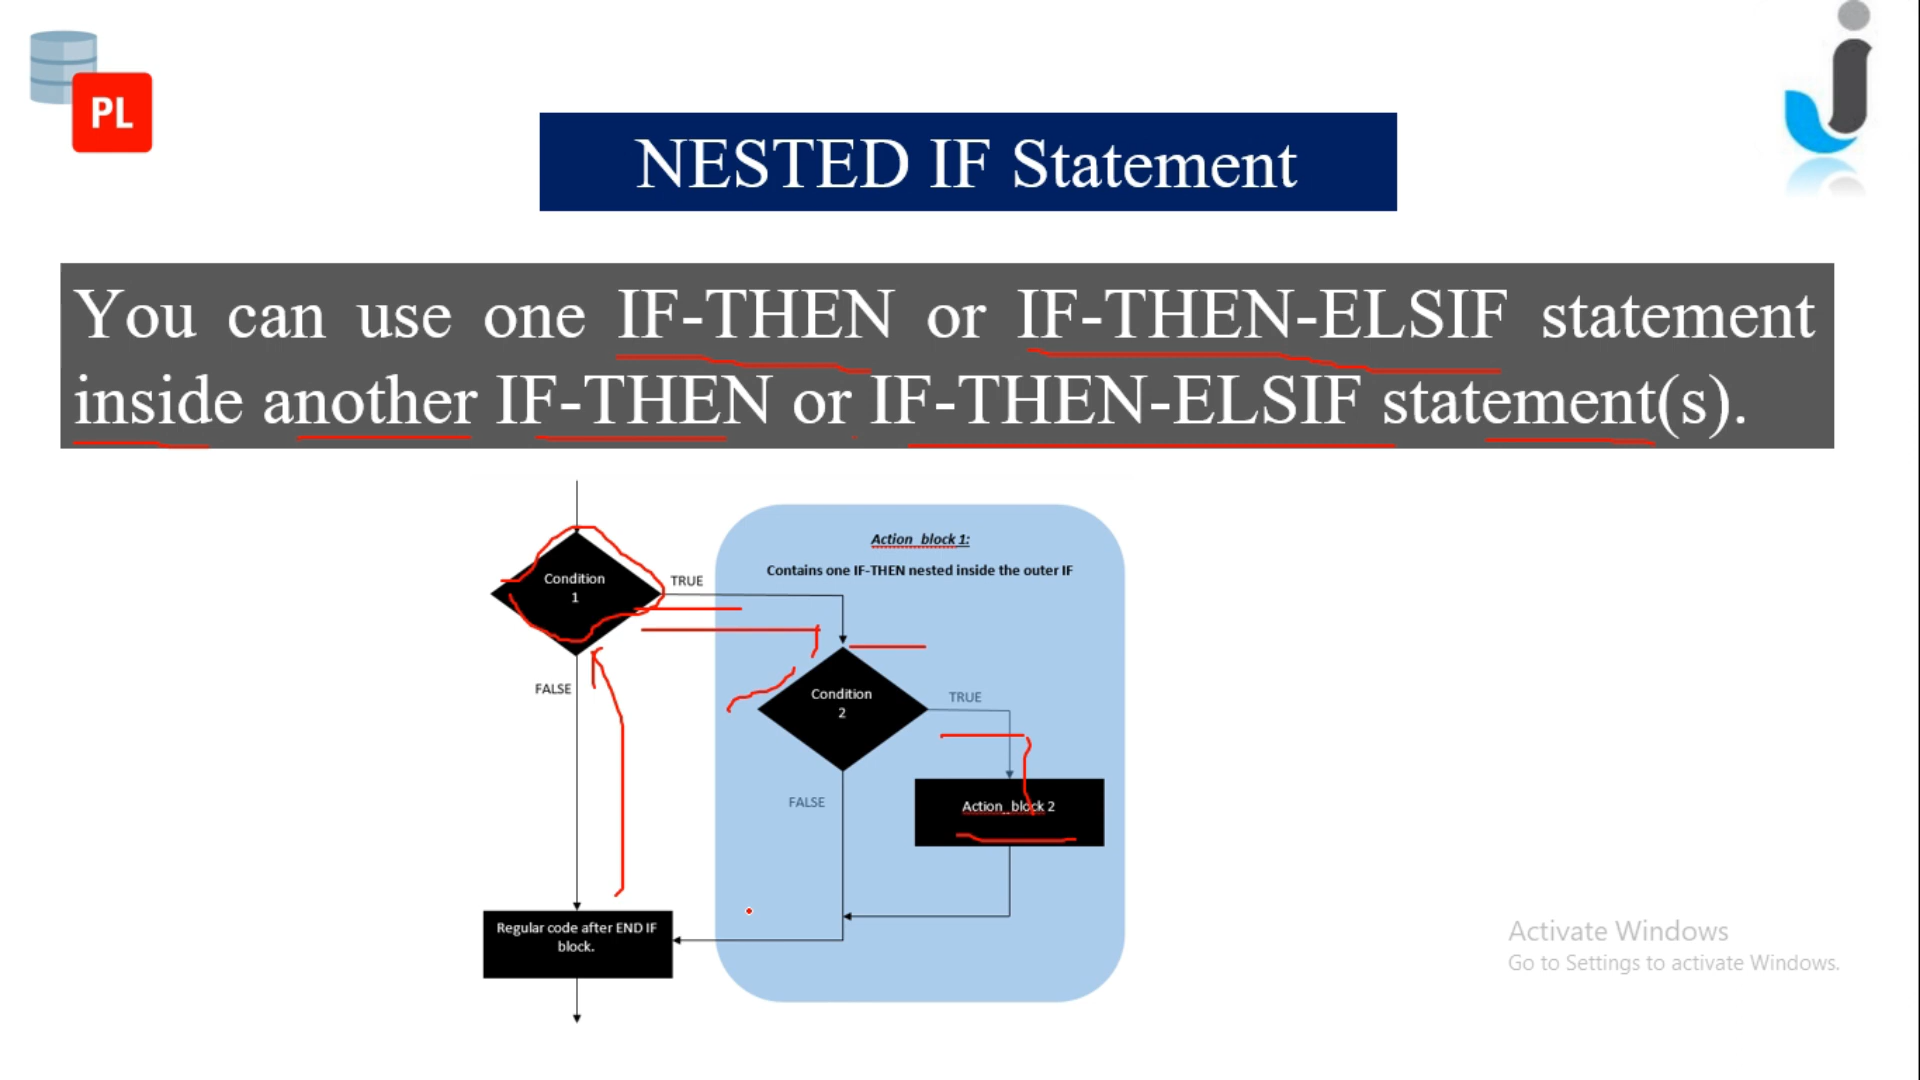 PL
NESTED IF Statement
You can use one IF-THEN or IF-THEN-ELSIF statement
inside another IF-THEN or IF-THEN-ELSIF statement(s).
Action_block 1:
Contains one IF-THEN nested inside the outer IF
Condition
1
TRUE
FALSE
Condition
2
TRUE
FALSE
Action_block 2
Regular code after END IF
block.
Activate Windows
Go to Settings to activate Windows.